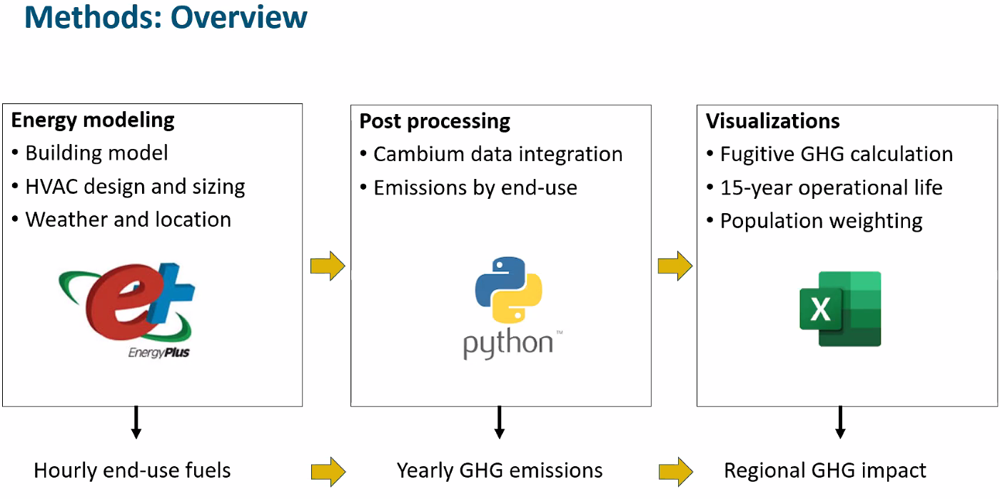 Methods: Overview
Energy modeling
• Building model
• HVAC design and sizing
• Weather and location
EnergyPlus
Post processing
• Cambium data integration
• Emissions by end-use
python™
Visualizations
• Fugitive GHG calculation
• 15-year operational life
• Population weighting
X
Hourly end-use fuels
Yearly GHG emissions
Regional GHG impact